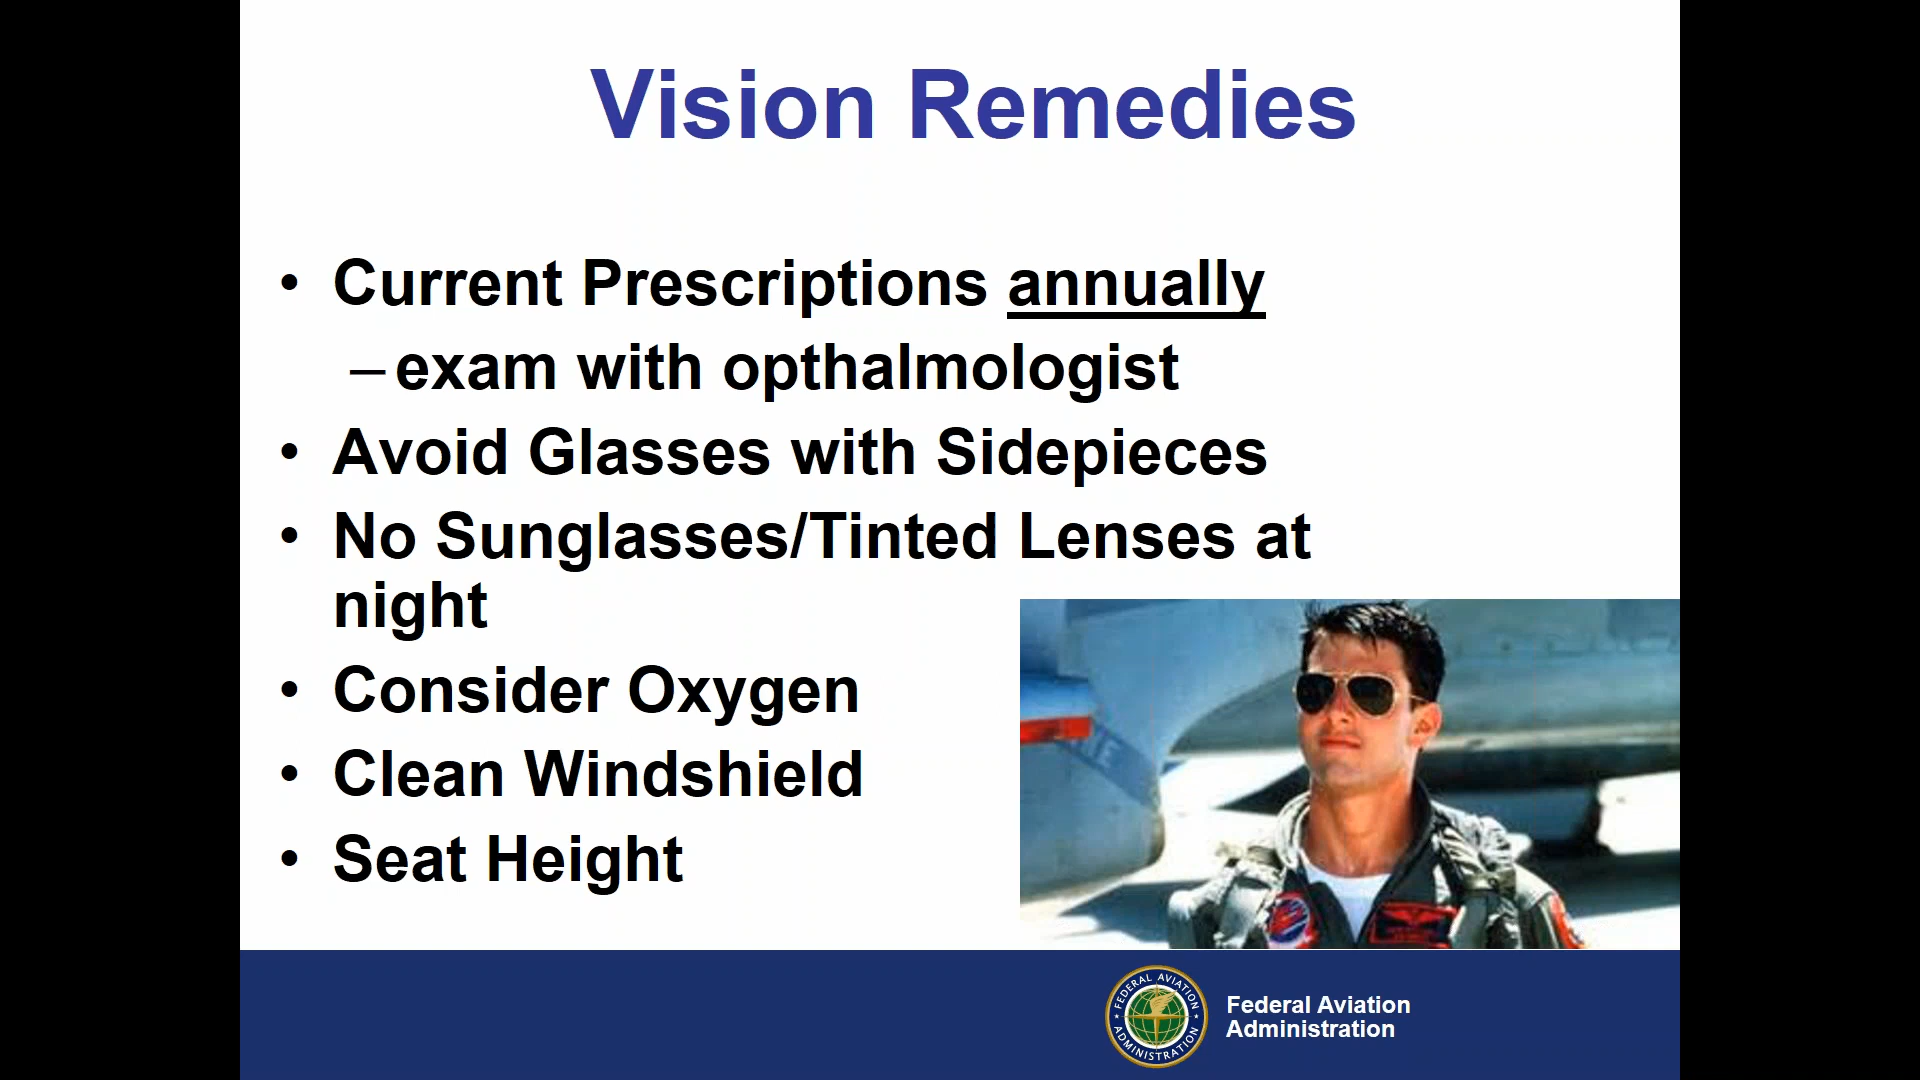 Vision Remedies
• Current Prescriptions annually
– exam with opthalmologist
• Avoid Glasses with Sidepieces
• No Sunglasses/Tinted Lenses at
night
• Consider Oxygen
• Clean Windshield
• Seat Height
FEDERAL AVIATION
ADMINISTRATION
Federal Aviation
Administration